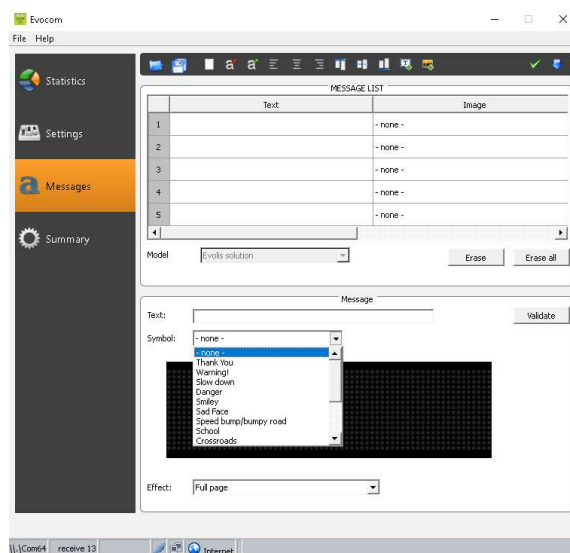 Evocom
File Help
Statistics
Settings
Messages
Summary
MESSAGE LIST
Text Image
1 - none -
2 - none -
3 - none -
4 - none -
5 - none -
Model Evolis solution Erase Erase all
Message
Text: Validate
Symbol: - none -
- none -
Thank You
Warning!
Slow down
Danger
Smiley
Sad Face
Speed bump/bumpy road
School
Crossroads
Effect: Full page
\\.\Com64 receive 13 Internet